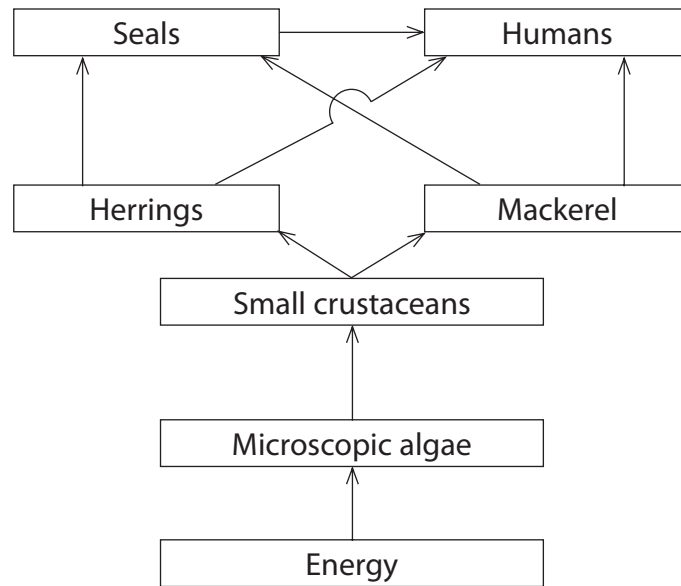 Seals
Humans
Herrings
Mackerel
Small crustaceans
Microscopic algae
Energy